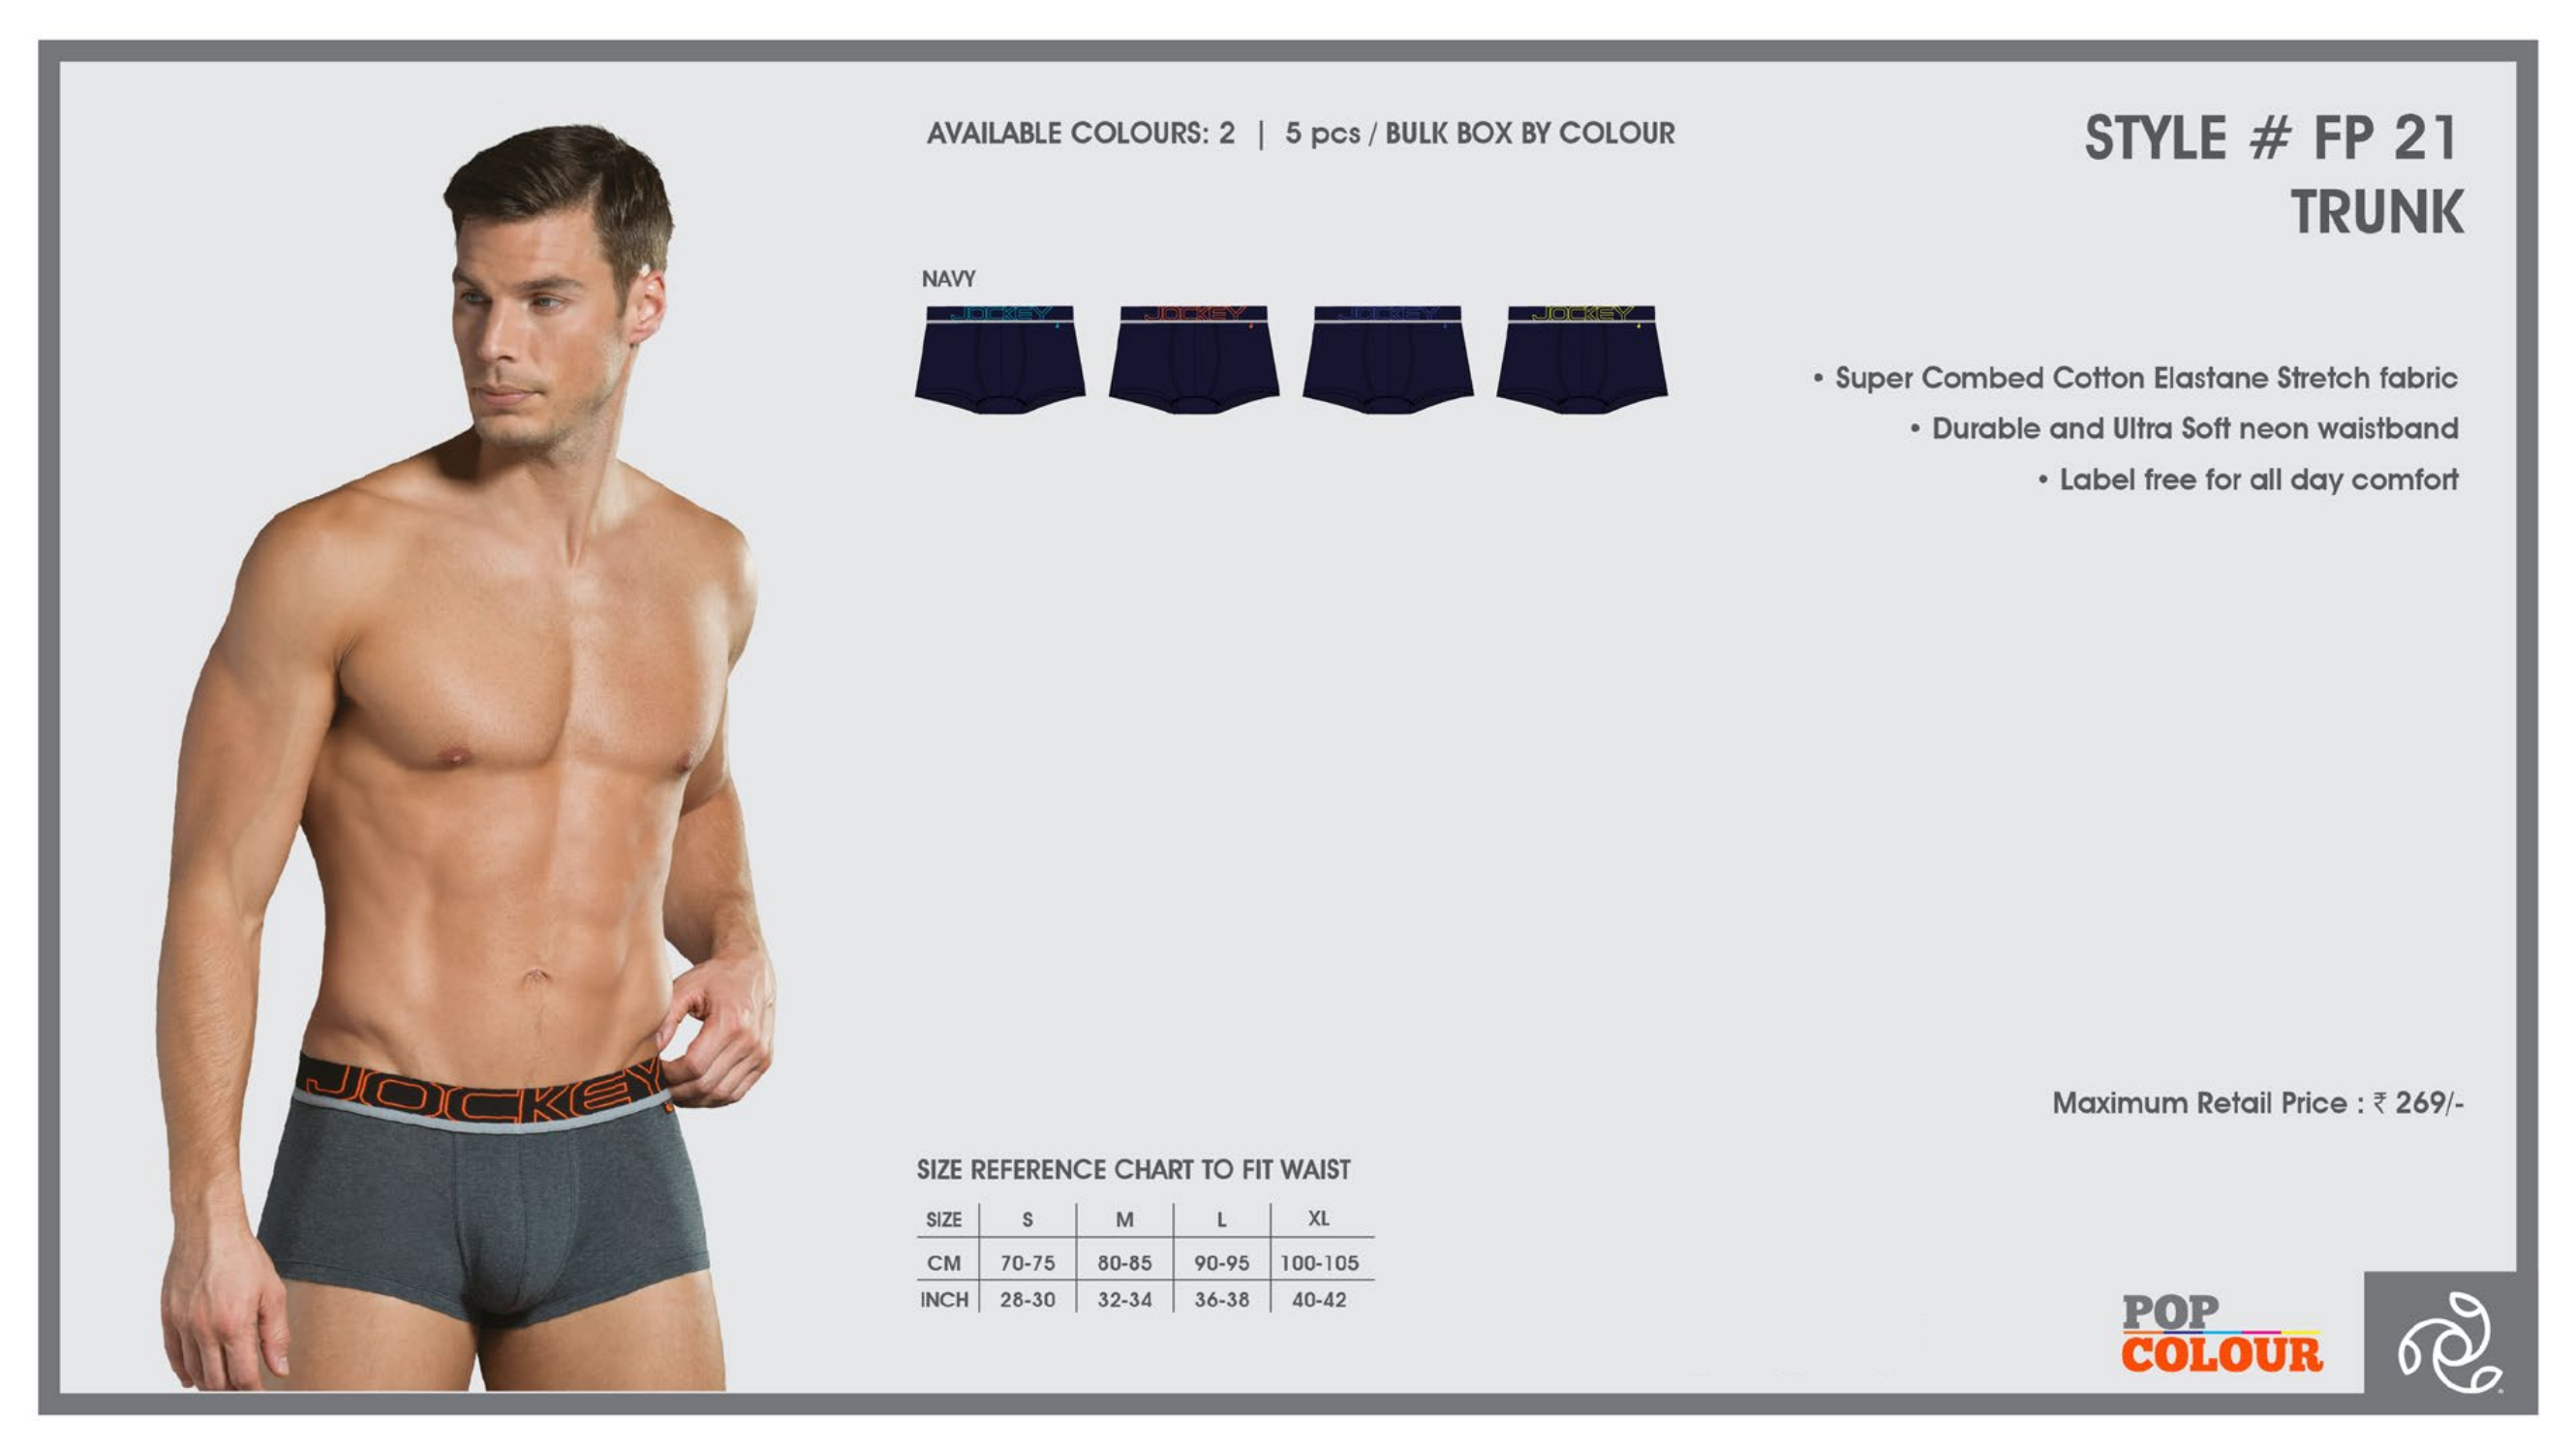 AVAILABLE COLOURS: 2 | 5 pcs / BULK BOX BY COLOUR
STYLE # FP 21
TRUNK
NAVY
JOCKEY JOCKEY JOCKEY JOCKEY
• Super Combed Cotton Elastane Stretch fabric
• Durable and Ultra Soft neon waistband
• Label free for all day comfort
JOCKEY
Maximum Retail Price : ₹ 269/-
SIZE REFERENCE CHART TO FIT WAIST
SIZE S M L XL
CM 70-75 80-85 90-95 100-105
INCH 28-30 32-34 36-38 40-42
POP
COLOUR